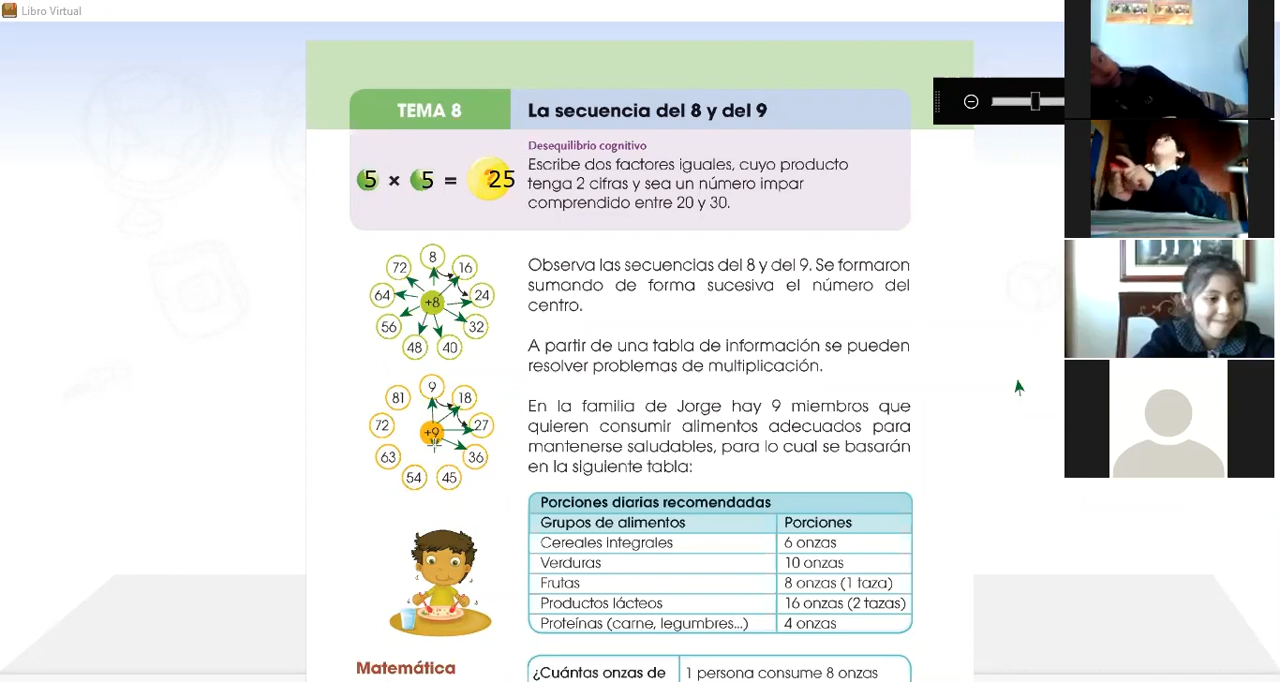 Libro Virtual
TEMA 8
La secuencia del 8 y del 9
Desequilibrio cognitivo
Escribe dos factores iguales, cuyo producto
tenga 2 cifras y sea un número impar
comprendido entre 20 y 30.
5 × 5 = 25
8
72
16
64
+8
24
56
32
48
40
Observa las secuencias del 8 y del 9. Se formaron
sumando de forma sucesiva el número del
centro.
A partir de una tabla de información se pueden
resolver problemas de multiplicación.
9
81
18
72
+9
27
63
36
54
45
En la familia de Jorge hay 9 miembros que
quieren consumir alimentos adecuados para
mantenerse saludables, para lo cual se basarán
en la siguiente tabla:
Porciones diarias recomendadas
Grupos de alimentos Porciones
Cereales integrales 6 onzas
Verduras 10 onzas
Frutas 8 onzas (1 taza)
Productos lácteos 16 onzas (2 tazas)
Proteínas (carne, legumbres...) 4 onzas
Matemática
¿Cuántas onzas de 1 persona consume 8 onzas